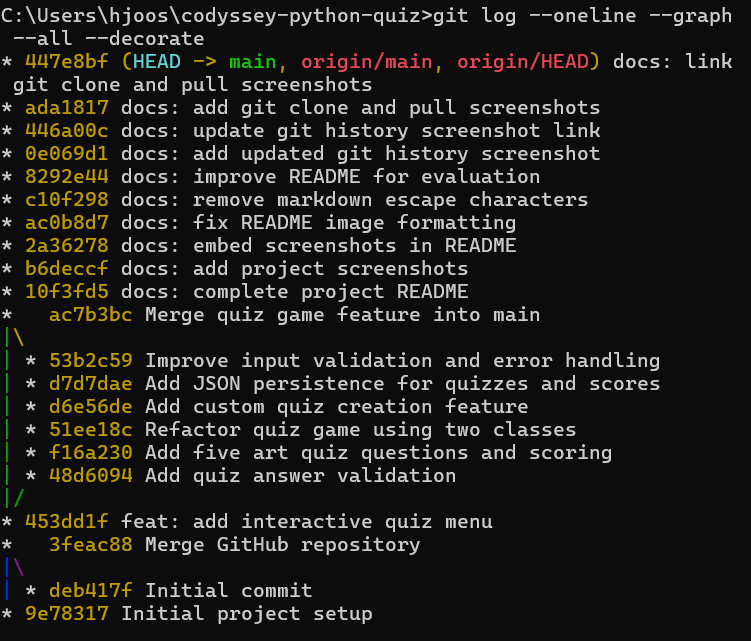 C:\Users\hjoos\codyssey-python-quiz>git log --oneline --graph
--all --decorate
* 447e8bf (HEAD -> main, origin/main, origin/HEAD) docs: link
git clone and pull screenshots
* ada1817 docs: add git clone and pull screenshots
* 446a00c docs: update git history screenshot link
* 0e069d1 docs: add updated git history screenshot
* 8292e44 docs: improve README for evaluation
* c10f298 docs: remove markdown escape characters
* ac0b8d7 docs: fix README image formatting
* 2a36278 docs: embed screenshots in README
* b6deccf docs: add project screenshots
* 10f3fd5 docs: complete project README
*   ac7b3bc Merge quiz game feature into main
|\
| * 53b2c59 Improve input validation and error handling
| * d7d7dae Add JSON persistence for quizzes and scores
| * d6e56de Add custom quiz creation feature
| * 51ee18c Refactor quiz game using two classes
| * f16a230 Add five art quiz questions and scoring
| * 48d6094 Add quiz answer validation
|/
* 453dd1f feat: add interactive quiz menu
*   3feac88 Merge GitHub repository
|\
| * deb417f Initial commit
* 9e78317 Initial project setup